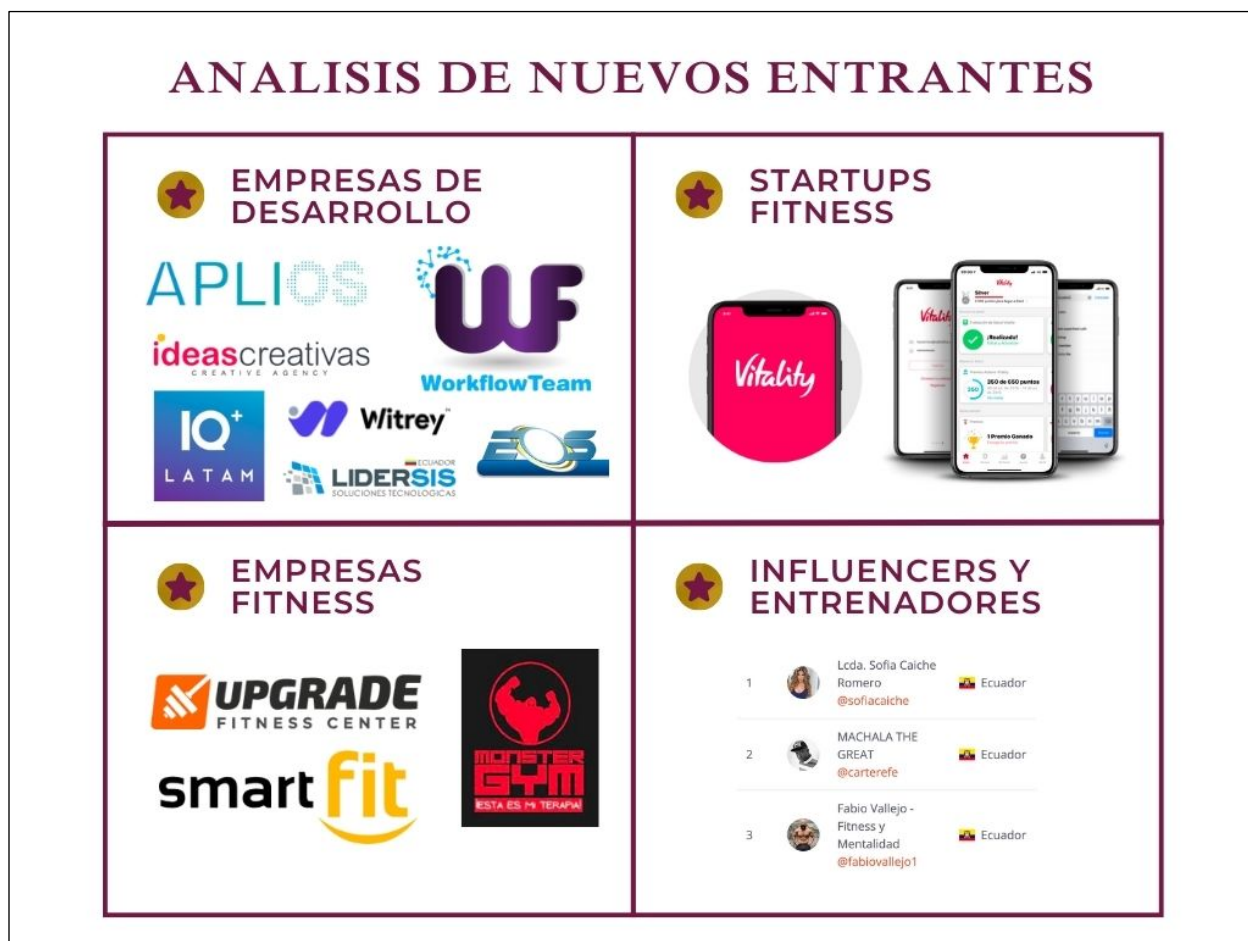 ANALISIS DE NUEVOS ENTRANTES
EMPRESAS DE
DESARROLLO
APLIOS
WF
WorkflowTeam
ideascreativas
CREATIVE AGENCY
IQ+
LATAM
Witrey
ECUADOR
LIDERSIS
SOLUCIONES TECNOLOGICAS
EOS
STARTUPS
FITNESS
Vitality
Vitality
Silver
¡Realizado!
260 de 650 puntos
260
1 Premio Ganado
EMPRESAS
FITNESS
UPGRADE
FITNESS CENTER
smart fit
MONSTER
GYM
¡ESTA ES MI TERAPIA!
INFLUENCERS Y
ENTRENADORES
1
Lcda. Sofia Caiche
Romero
@sofiacaiche
Ecuador
2
MACHALA THE
GREAT
@carterefe
Ecuador
3
Fabio Vallejo -
Fitness y
Mentalidad
@fabiovallejo1
Ecuador